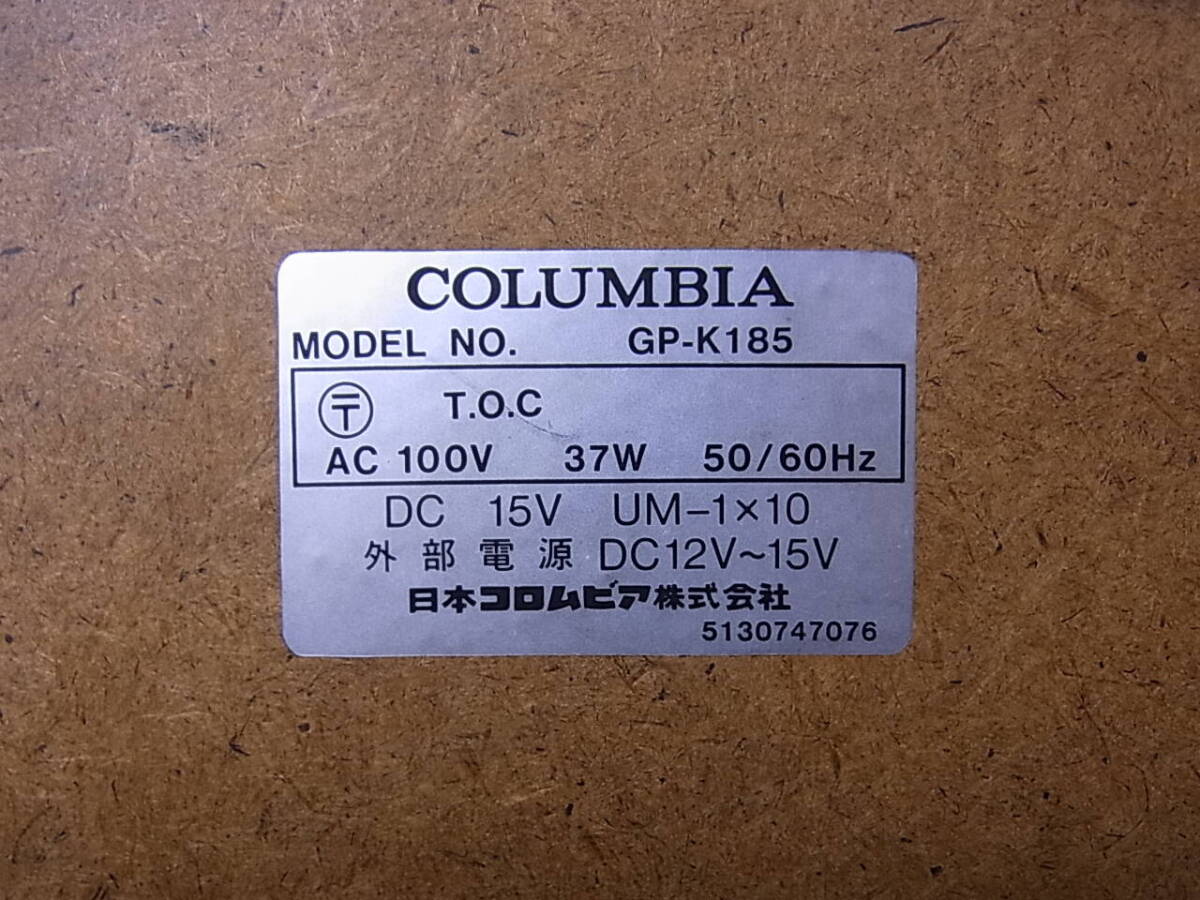 COLUMBIA
MODEL NO. GP-K185
〶 T.O.C
AC 100V 37W 50/60Hz
DC 15V UM-1×10
外部電源 DC12V~15V
日本コロムビア株式会社
5130747076